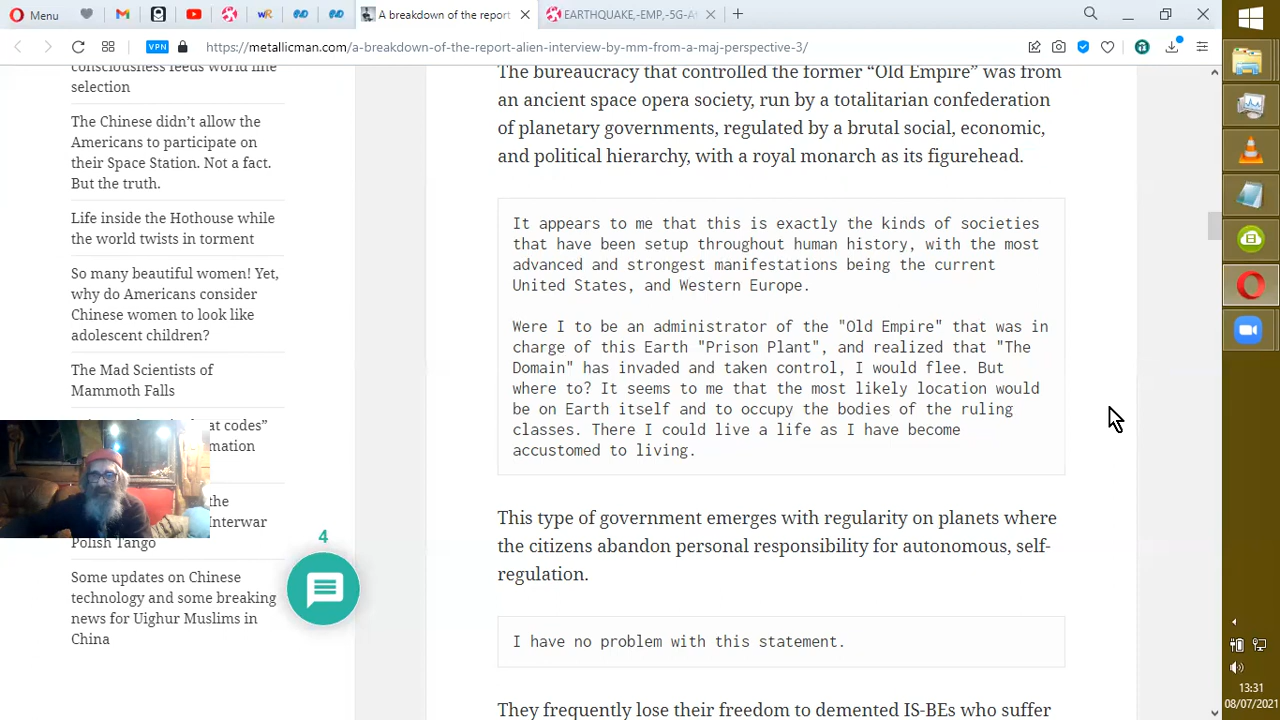 Menu
A breakdown of the report
EARTHQUAKE,-EMP,-5G-A
VPN
https://metallicman.com/a-breakdown-of-the-report-alien-interview-by-mm-from-a-maj-perspective-3/
consciousness feeds world line
selection
The Chinese didn't allow the
Americans to participate on
their Space Station. Not a fact.
But the truth.
Life inside the Hothouse while
the world twists in torment
So many beautiful women! Yet,
why do Americans consider
Chinese women to look like
adolescent children?
The Mad Scientists of
Mammoth Falls
at codes”
mation
the
Interwar
Polish Tango
Some updates on Chinese
technology and some breaking
news for Uighur Muslims in
China
4
The bureaucracy that controlled the former “Old Empire” was from
an ancient space opera society, run by a totalitarian confederation
of planetary governments, regulated by a brutal social, economic,
and political hierarchy, with a royal monarch as its figurehead.
It appears to me that this is exactly the kinds of societies
that have been setup throughout human history, with the most
advanced and strongest manifestations being the current
United States, and Western Europe.
Were I to be an administrator of the "Old Empire" that was in
charge of this Earth "Prison Plant", and realized that "The
Domain" has invaded and taken control, I would flee. But
where to? It seems to me that the most likely location would
be on Earth itself and to occupy the bodies of the ruling
classes. There I could live a life as I have become
accustomed to living.
This type of government emerges with regularity on planets where
the citizens abandon personal responsibility for autonomous, self-
regulation.
I have no problem with this statement.
They frequently lose their freedom to demented IS-BEs who suffer
13:31
08/07/2021